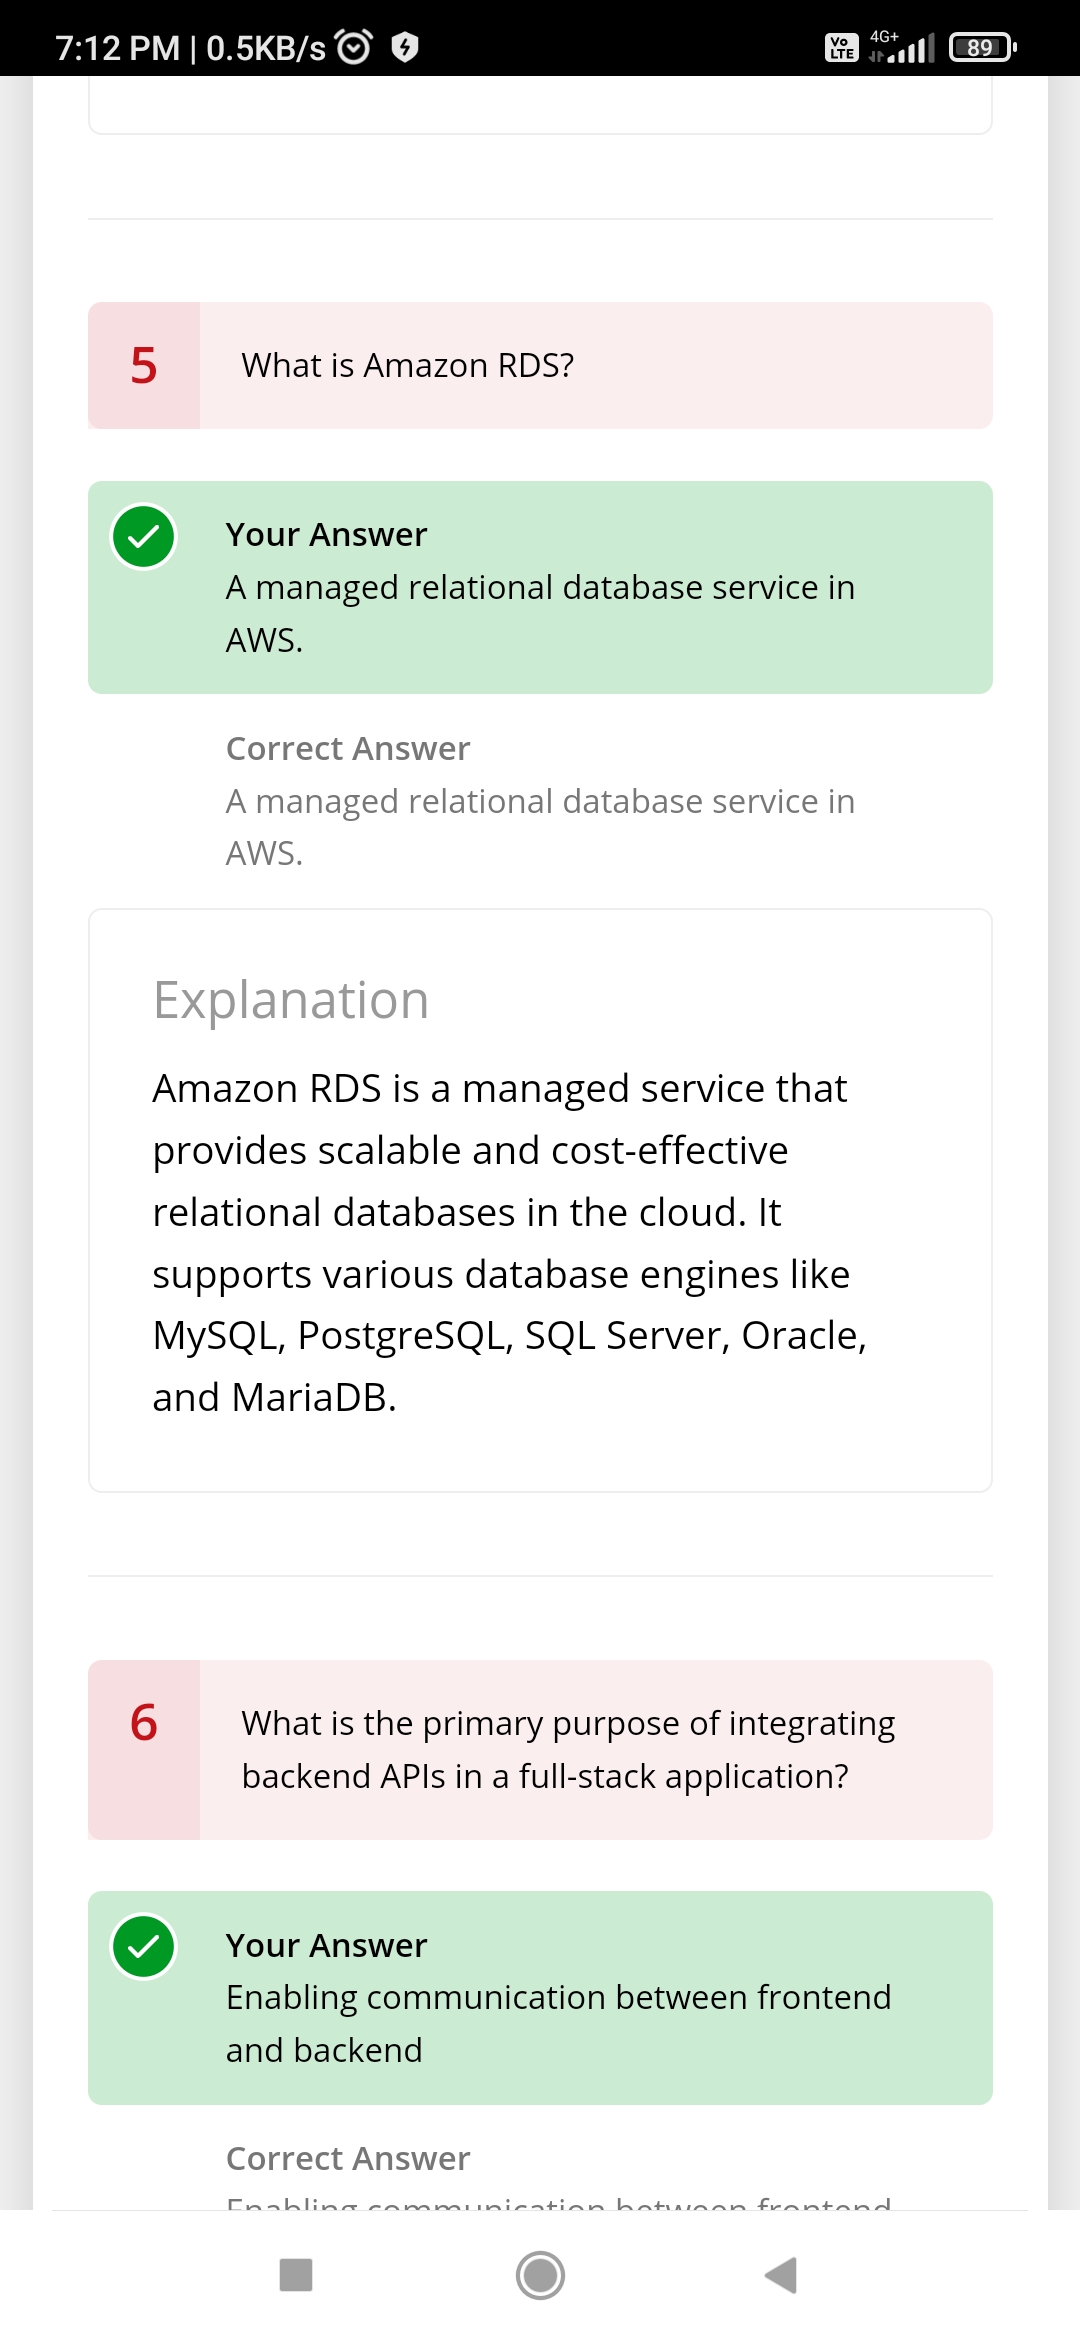 7:12 PM | 0.5KB/s
Vo LTE 4G+ 89
5
What is Amazon RDS?
Your Answer
A managed relational database service in
AWS.
Correct Answer
A managed relational database service in
AWS.
Explanation
Amazon RDS is a managed service that
provides scalable and cost-effective
relational databases in the cloud. It
supports various database engines like
MySQL, PostgreSQL, SQL Server, Oracle,
and MariaDB.
6
What is the primary purpose of integrating
backend APIs in a full-stack application?
Your Answer
Enabling communication between frontend
and backend
Correct Answer
Enabling communication between frontend